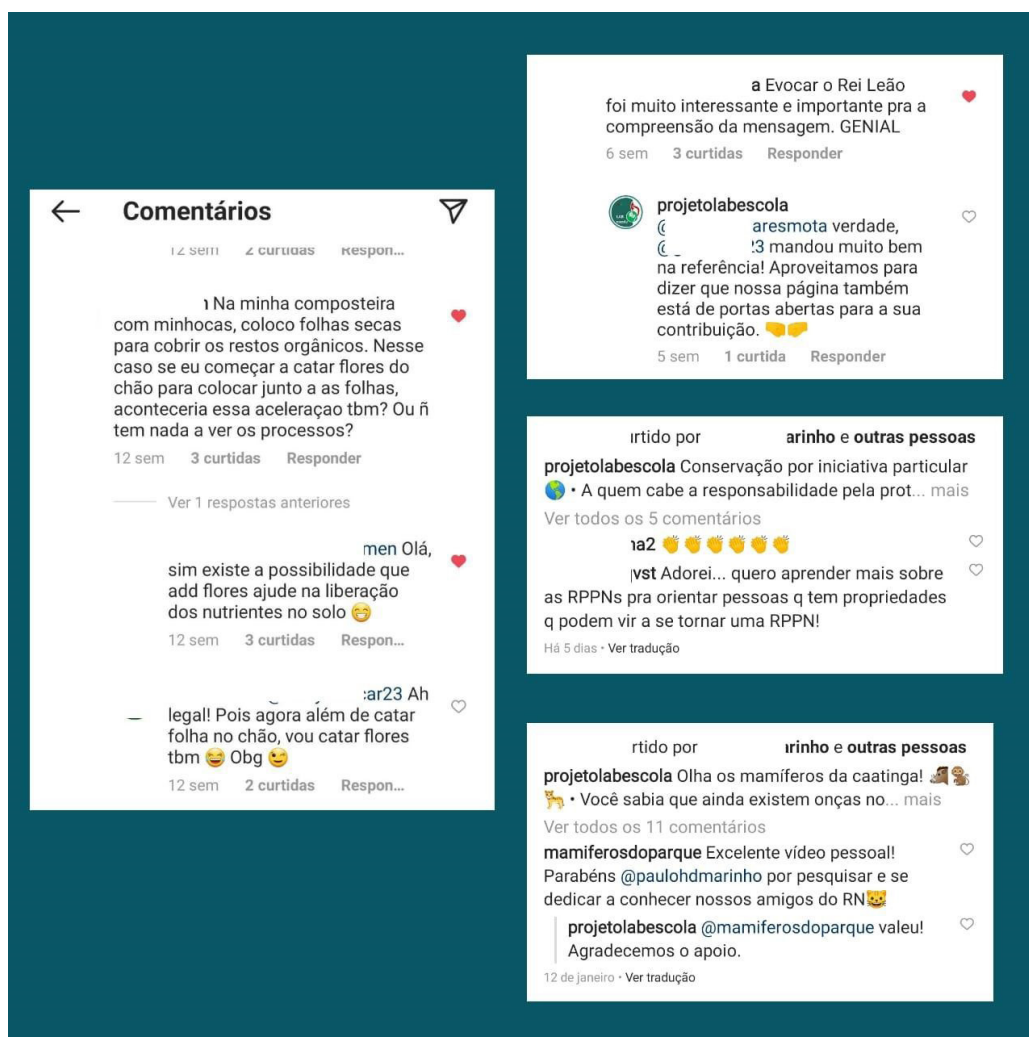 Comentários
12 sem 2 curtidas Respon...
Na minha composteira
com minhocas, coloco folhas secas
para cobrir os restos orgânicos. Nesse
caso se eu começar a catar flores do
chão para colocar junto a as folhas,
aconteceria essa aceleraçao tbm? Ou ñ
tem nada a ver os processos?
12 sem 3 curtidas Responder
Ver 1 respostas anteriores
men Olá,
sim existe a possibilidade que
add flores ajude na liberação
dos nutrientes no solo 😁
12 sem 3 curtidas Respon...
car23 Ah
legal! Pois agora além de catar
folha no chão, vou catar flores
tbm 😄 Obg 😉
12 sem 2 curtidas Respon...
a Evocar o Rei Leão
foi muito interessante e importante pra a
compreensão da mensagem. GENIAL
6 sem 3 curtidas Responder
projetolabescola
@ aresmota verdade,
@ 23 mandou muito bem
na referência! Aproveitamos para
dizer que nossa página também
está de portas abertas para a sua
contribuição. 🤜🤛
5 sem 1 curtida Responder
rtido por arinho e outras pessoas
projetolabescola Conservação por iniciativa particular
🌎 • A quem cabe a responsabilidade pela prot... mais
Ver todos os 5 comentários
na2 👏👏👏👏👏👏
vst Adorei... quero aprender mais sobre
as RPPNs pra orientar pessoas q tem propriedades
q podem vir a se tornar uma RPPN!
Há 5 dias • Ver tradução
rtido por rinho e outras pessoas
projetolabescola Olha os mamíferos da caatinga! 🐗🐒
🐆 • Você sabia que ainda existem onças no... mais
Ver todos os 11 comentários
mamiferosdoparque Excelente vídeo pessoal!
Parabéns @paulohdmarinho por pesquisar e se
dedicar a conhecer nossos amigos do RN😺
projetolabescola @mamiferosdoparque valeu!
Agradecemos o apoio.
12 de janeiro • Ver tradução